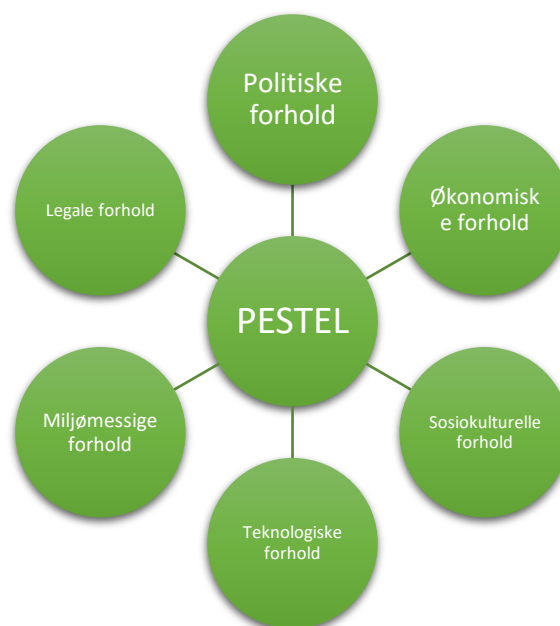 Politiske
forhold
Økonomisk
e forhold
Sosiokulturelle
forhold
Teknologiske
forhold
Miljømessige
forhold
Legale forhold
PESTEL